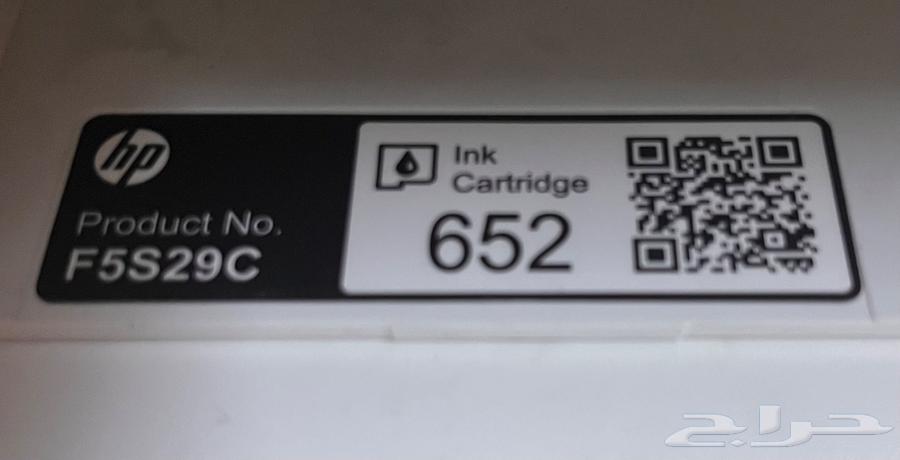 hp
Product No.
F5S29C
Ink
Cartridge
652
حراج